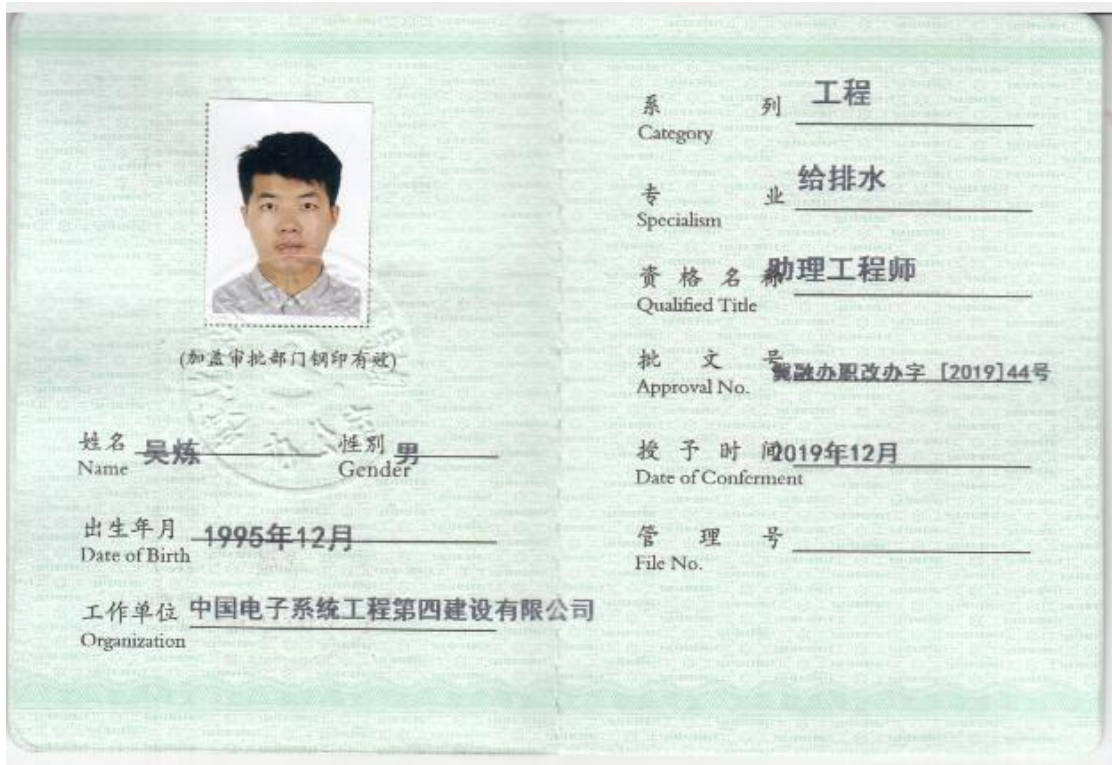 (加盖审批部门钢印有效)
姓名 吴炼 性别 男
Name Gender
出生年月 1995年12月
Date of Birth
工作单位 中国电子系统工程第四建设有限公司
Organization
系列 工程
Category
专业 给排水
Specialism
资格名称 助理工程师
Qualified Title
批文号 冀融办职改办字 [2019]44号
Approval No.
授予时间 2019年12月
Date of Conferment
管理号
File No.